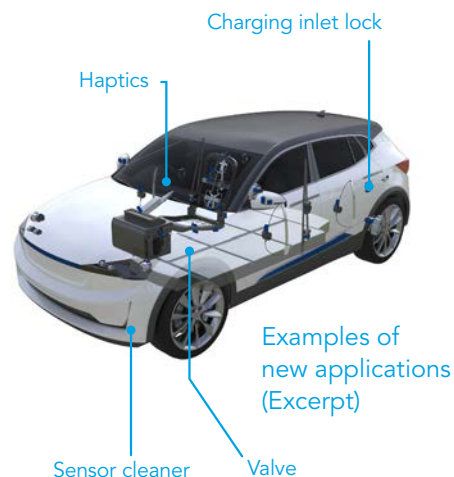 Charging inlet lock
Haptics
Examples of
new applications
(Excerpt)
Sensor cleaner
Valve